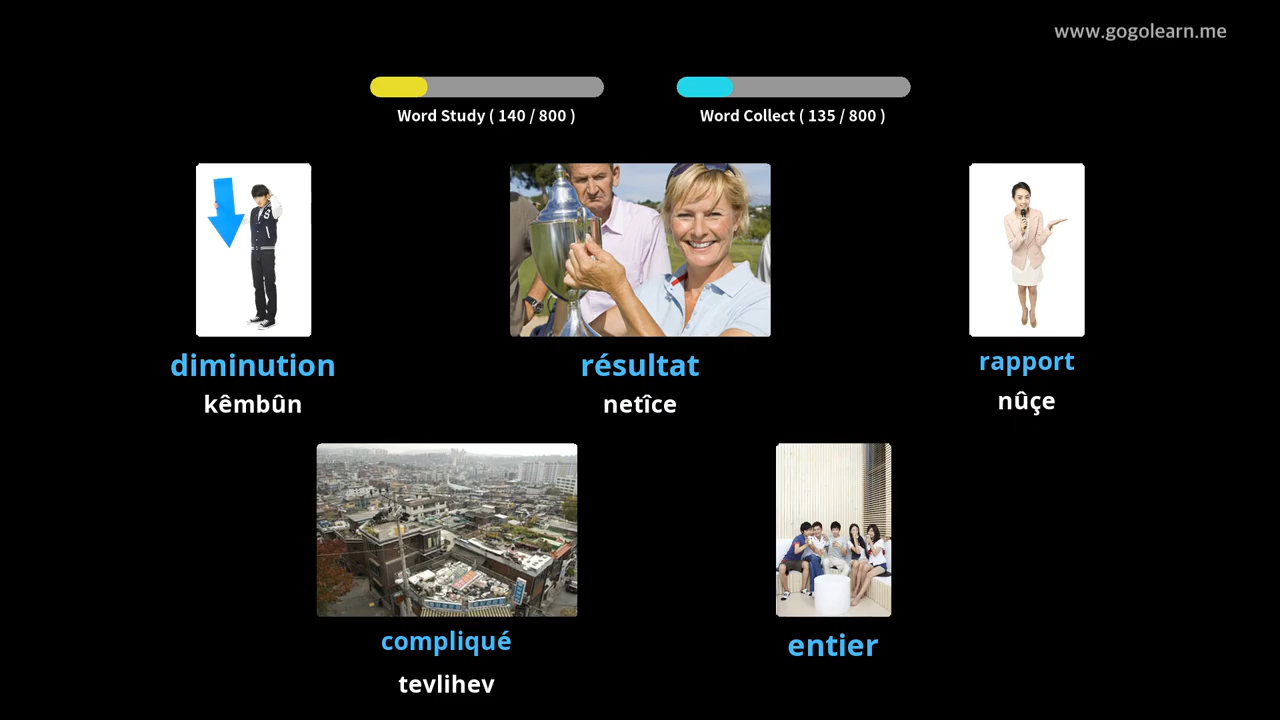 www.gogolearn.me
Word Study ( 140 / 800 )
Word Collect ( 135 / 800 )
diminution
kêmbûn
résultat
netîce
rapport
nûçe
compliqué
tevlihev
entier